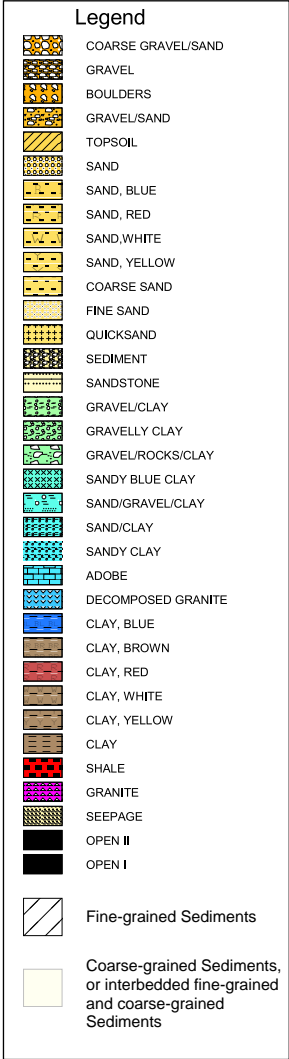 Legend
COARSE GRAVEL/SAND
GRAVEL
BOULDERS
GRAVEL/SAND
TOPSOIL
SAND
SAND, BLUE
SAND, RED
SAND,WHITE
SAND, YELLOW
COARSE SAND
FINE SAND
QUICKSAND
SEDIMENT
SANDSTONE
GRAVEL/CLAY
GRAVELLY CLAY
GRAVEL/ROCKS/CLAY
SANDY BLUE CLAY
SAND/GRAVEL/CLAY
SAND/CLAY
SANDY CLAY
ADOBE
DECOMPOSED GRANITE
CLAY, BLUE
CLAY, BROWN
CLAY, RED
CLAY, WHITE
CLAY, YELLOW
CLAY
SHALE
GRANITE
SEEPAGE
OPEN II
OPEN I
Fine-grained Sediments
Coarse-grained Sediments,
or interbedded fine-grained
and coarse-grained
Sediments